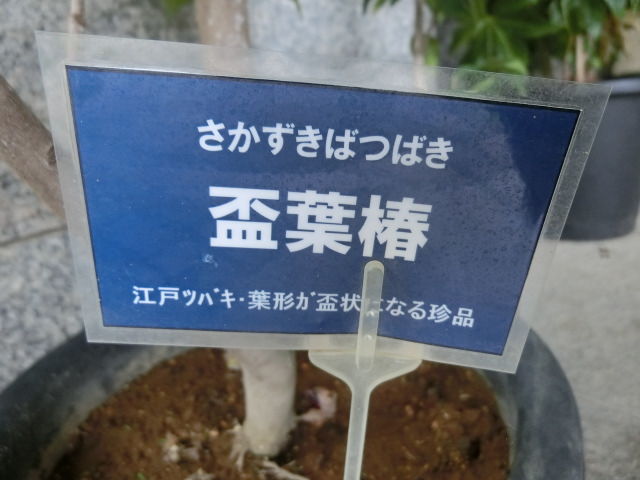 さかずきばつばき
盃葉椿
江戸ﾂﾊﾞｷ・葉形ｶﾞ盃状になる珍品